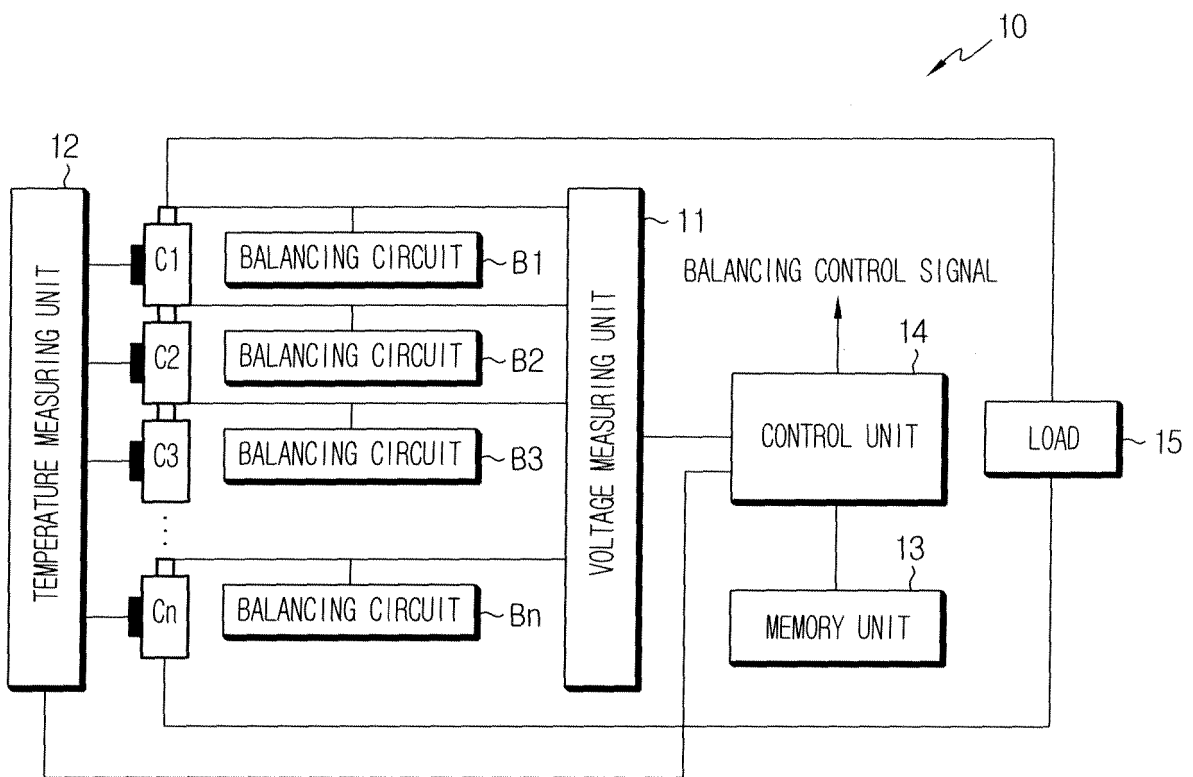 10
12
TEMPERATURE MEASURING UNIT
C1
BALANCING CIRCUIT
B1
C2
BALANCING CIRCUIT
B2
C3
BALANCING CIRCUIT
B3
Cn
BALANCING CIRCUIT
Bn
VOLTAGE MEASURING UNIT
11
BALANCING CONTROL SIGNAL
14
CONTROL UNIT
LOAD
15
13
MEMORY UNIT